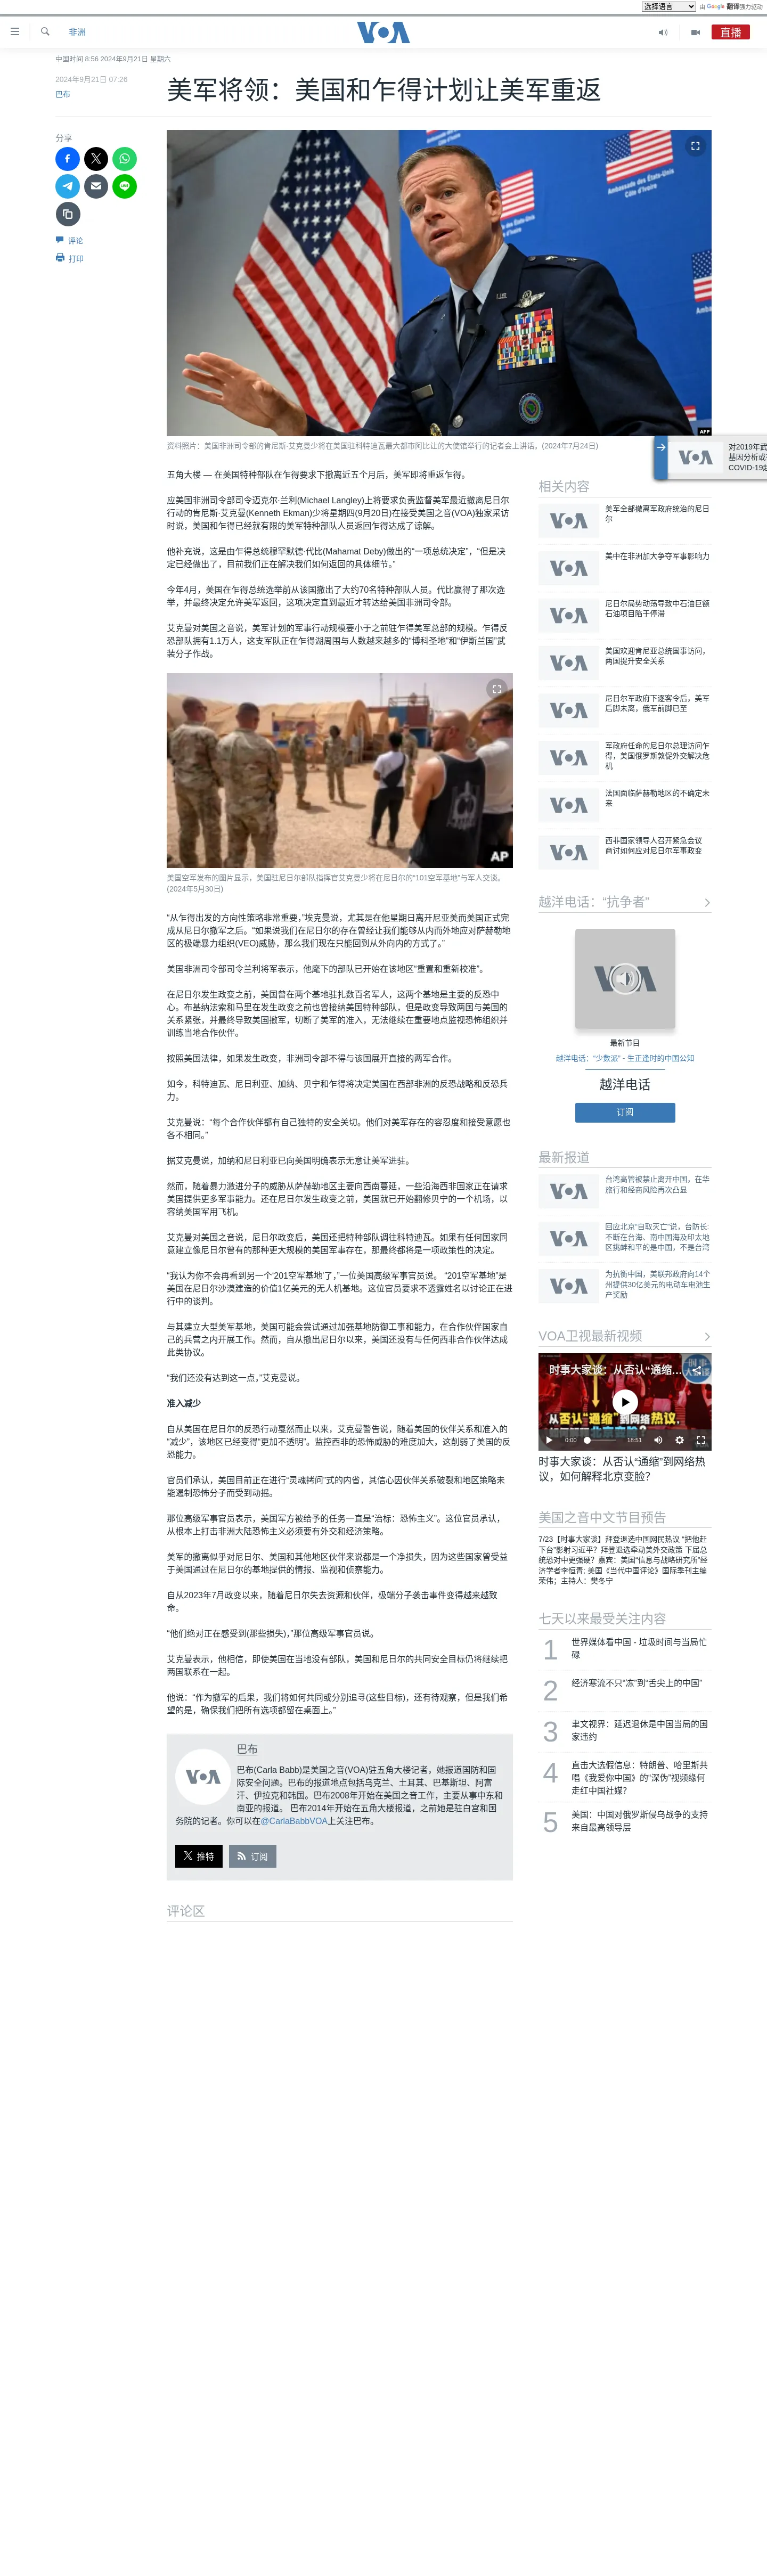 选择语言 由 Google 翻译强力驱动
非洲
VOA
直播
中国时间 8:56 2024年9月21日 星期六
2024年9月21日 07:26
巴布
美军将领：美国和乍得计划让美军重返
分享
评论
打印
AFP
资料照片：美国非洲司令部的肯尼斯·艾克曼少将在美国驻科特迪瓦最大都市阿比让的大使馆举行的记者会上讲话。(2024年7月24日)
五角大楼 — 在美国特种部队在乍得要求下撤离近五个月后，美军即将重返乍得。
应美国非洲司令部司令迈克尔·兰利(Michael Langley)上将要求负责监督美军最近撤离尼日尔
行动的肯尼斯·艾克曼(Kenneth Ekman)少将星期四(9月20日)在接受美国之音(VOA)独家采访
时说，美国和乍得已经就有限的美军特种部队人员返回乍得达成了谅解。
他补充说，这是由乍得总统穆罕默德·代比(Mahamat Deby)做出的“一项总统决定”，“但是决
定已经做出了，目前我们正在解决我们如何返回的具体细节。”
今年4月，美国在乍得总统选举前从该国撤出了大约70名特种部队人员。代比赢得了那次选
举，并最终决定允许美军返回，这项决定直到最近才转达给美国非洲司令部。
艾克曼对美国之音说，美军计划的军事行动规模要小于之前驻乍得美军总部的规模。乍得反
恐部队拥有1.1万人，这支军队正在乍得湖周围与人数越来越多的“博科圣地”和“伊斯兰国”武
装分子作战。
AP
美国空军发布的图片显示，美国驻尼日尔部队指挥官艾克曼少将在尼日尔的“101空军基地”与军人交谈。
(2024年5月30日)
“从乍得出发的方向性策略非常重要，”埃克曼说，尤其是在他星期日离开尼亚美而美国正式完
成从尼日尔撤军之后。“如果说我们在尼日尔的存在曾经让我们能够从内而外地应对萨赫勒地
区的极端暴力组织(VEO)威胁，那么我们现在只能回到从外向内的方式了。”
美国非洲司令部司令兰利将军表示，他麾下的部队已开始在该地区“重置和重新校准”。
在尼日尔发生政变之前，美国曾在两个基地驻扎数百名军人，这两个基地是主要的反恐中
心。布基纳法索和马里在发生政变之前也曾接纳美国特种部队，但是政变导致两国与美国的
关系紧张，并最终导致美国撤军，切断了美军的准入，无法继续在重要地点监视恐怖组织并
训练当地合作伙伴。
按照美国法律，如果发生政变，非洲司令部不得与该国展开直接的两军合作。
如今，科特迪瓦、尼日利亚、加纳、贝宁和乍得将决定美国在西部非洲的反恐战略和反恐兵
力。
艾克曼说：“每个合作伙伴都有自己独特的安全关切。他们对美军存在的容忍度和接受意愿也
各不相同。”
据艾克曼说，加纳和尼日利亚已向美国明确表示无意让美军进驻。
然而，随着暴力激进分子的威胁从萨赫勒地区主要向西南蔓延，一些沿海西非国家正在请求
美国提供更多军事能力。还在尼日尔发生政变之前，美国就已开始翻修贝宁的一个机场，以
容纳美国军用飞机。
艾克曼对美国之音说，尼日尔政变后，美国还把特种部队调往科特迪瓦。如果有任何国家同
意建立像尼日尔曾有的那种更大规模的美国军事存在，那最终都将是一项政策性的决定。
“我认为你不会再看到另一个‘201空军基地’了，”一位美国高级军事官员说。 “201空军基地”是
美国在尼日尔沙漠建造的价值1亿美元的无人机基地。这位官员要求不透露姓名以讨论正在进
行中的谈判。
与其建立大型美军基地，美国可能会尝试通过加强基地防御工事和能力，在合作伙伴国家自
己的兵营之内开展工作。然而，自从撤出尼日尔以来，美国还没有与任何西非合作伙伴达成
此类协议。
“我们还没有达到这一点，”艾克曼说。
准入减少
自从美国在尼日尔的反恐行动戛然而止以来，艾克曼警告说，随着美国的伙伴关系和准入的
“减少”，该地区已经变得“更加不透明”。监控西非的恐怖威胁的难度加大，这削弱了美国的反
恐能力。
官员们承认，美国目前正在进行“灵魂拷问”式的内省，其信心因伙伴关系破裂和地区策略未
能遏制恐怖分子而受到动摇。
那位高级军事官员表示，美国军方被给予的任务一直是“治标：恐怖主义”。这位官员承认，
从根本上打击非洲大陆恐怖主义必须要有外交和经济策略。
美军的撤离似乎对尼日尔、美国和其他地区伙伴来说都是一个净损失，因为这些国家曾受益
于美国通过在尼日尔的基地提供的情报、监视和侦察能力。
自从2023年7月政变以来，随着尼日尔失去资源和伙伴，极端分子袭击事件变得越来越致
命。
“他们绝对正在感受到(那些损失)，”那位高级军事官员说。
艾克曼表示，他相信，即使美国在当地没有部队，美国和尼日尔的共同安全目标仍将继续把
两国联系在一起。
他说：“作为撤军的后果，我们将如何共同或分别追寻(这些目标)，还有待观察，但是我们希
望的是，确保我们把所有选项都留在桌面上。”
巴布
巴布(Carla Babb)是美国之音(VOA)驻五角大楼记者，她报道国防和国
际安全问题。巴布的报道地点包括乌克兰、土耳其、巴基斯坦、阿富
汗、伊拉克和韩国。巴布2008年开始在美国之音工作，主要从事中东和
南亚的报道。 巴布2014年开始在五角大楼报道，之前她是驻白宫和国
务院的记者。你可以在@CarlaBabbVOA上关注巴布。
推特
订阅
评论区
对2019年武
基因分析或
COVID-19起
相关内容
美军全部撤离军政府统治的尼日
尔
美中在非洲加大争夺军事影响力
尼日尔局势动荡导致中石油巨额
石油项目陷于停滞
美国欢迎肯尼亚总统国事访问，
两国提升安全关系
尼日尔军政府下逐客令后，美军
后脚未离，俄军前脚已至
军政府任命的尼日尔总理访问乍
得，美国俄罗斯敦促外交解决危
机
法国面临萨赫勒地区的不确定未
来
西非国家领导人召开紧急会议
商讨如何应对尼日尔军事政变
越洋电话：“抗争者”
最新节目
越洋电话：“少数派” - 生正逢时的中国公知
越洋电话
订阅
最新报道
台湾高管被禁止离开中国，在华
旅行和经商风险再次凸显
回应北京“自取灭亡”说，台防长:
不断在台海、南中国海及印太地
区挑衅和平的是中国，不是台湾
为抗衡中国，美联邦政府向14个
州提供30亿美元的电动车电池生
产奖励
VOA卫视最新视频
时事大家谈：从否认“通缩...
从否认“通缩”到网络热议，
0:00 18:51
时事大家谈：从否认“通缩”到网络热
议，如何解释北京变脸？
美国之音中文节目预告
7/23【时事大家谈】拜登退选中国网民热议 “把他赶
下台”影射习近平？拜登退选牵动美外交政策 下届总
统恐对中更强硬？嘉宾：美国“信息与战略研究所”经
济学者李恒青; 美国《当代中国评论》国际季刊主编
荣伟；主持人：樊冬宁
七天以来最受关注内容
1 世界媒体看中国 - 垃圾时间与当局忙
碌
2 经济寒流不只“冻”到“舌尖上的中国”
3 聿文视界：延迟退休是中国当局的国
家违约
4 直击大选假信息：特朗普、哈里斯共
唱《我爱你中国》的“深伪”视频缘何
走红中国社媒？
5 美国：中国对俄罗斯侵乌战争的支持
来自最高领导层